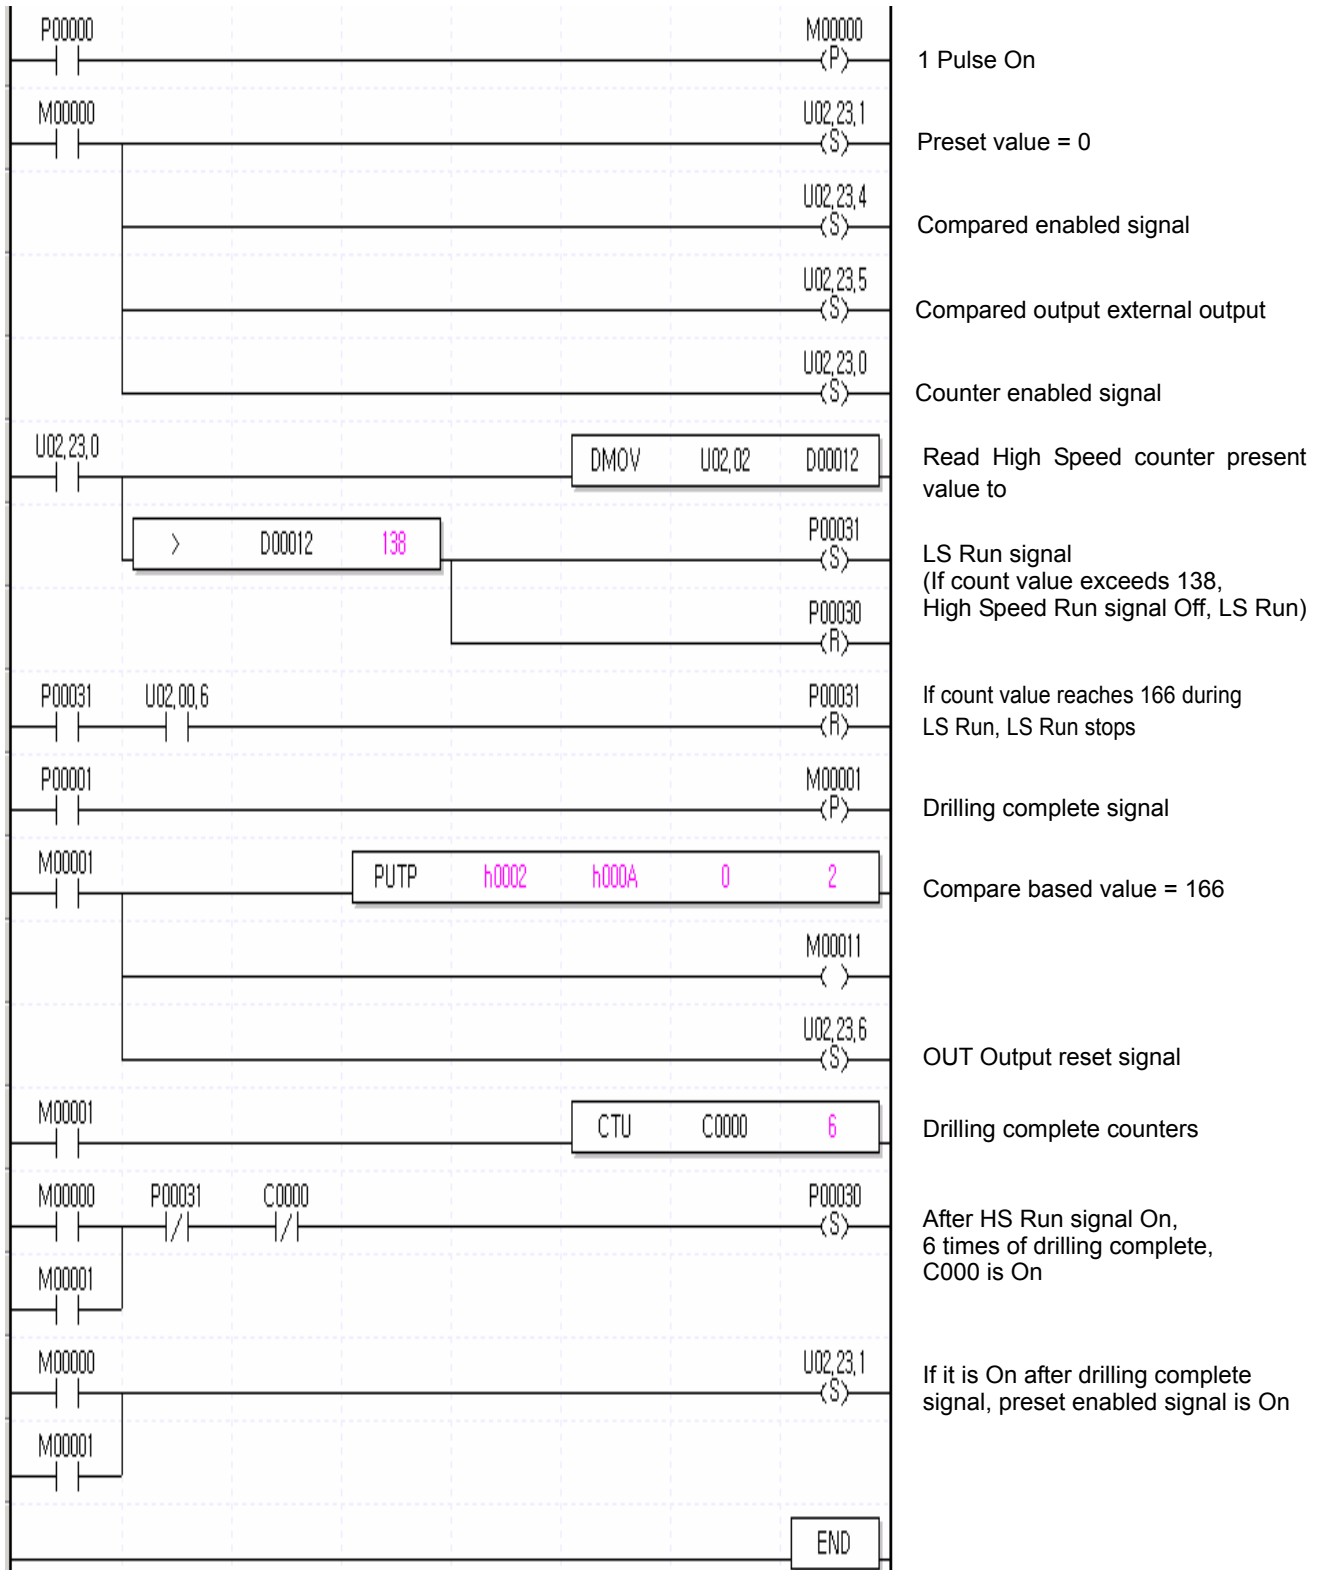 P00000 M00000
(P)
1 Pulse On
M00000 U02,23,1
(S)
Preset value = 0
U02,23,4
(S)
Compared enabled signal
U02,23,5
(S)
Compared output external output
U02,23,0
(S)
Counter enabled signal
U02,23,0
DMOV U02,02 D00012
Read High Speed counter present
value to
> D00012 138
P00031
(S)
LS Run signal
(If count value exceeds 138,
High Speed Run signal Off, LS Run)
P00030
(R)
P00031 U02,00,6 P00031
(R)
If count value reaches 166 during
LS Run, LS Run stops
P00001 M00001
(P)
Drilling complete signal
M00001
PUTP h0002 h000A 0 2
Compare based value = 166
M00011
( )
U02,23,6
(S)
OUT Output reset signal
M00001
CTU C0000 6
Drilling complete counters
M00000 P00031 C0000 P00030
(S)
After HS Run signal On,
6 times of drilling complete,
C000 is On
M00001
M00000 U02,23,1
(S)
If it is On after drilling complete
signal, preset enabled signal is On
M00001
END